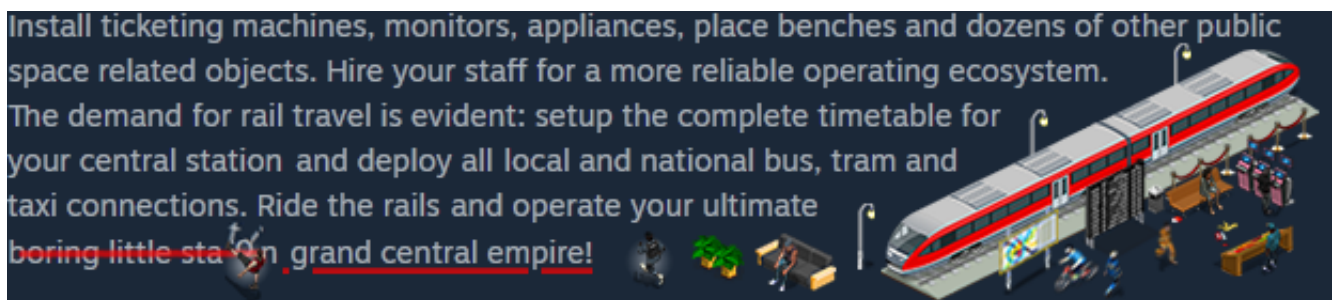 Install ticketing machines, monitors, appliances, place benches and dozens of other public
space related objects. Hire your staff for a more reliable operating ecosystem.
The demand for rail travel is evident: setup the complete timetable for
your central station and deploy all local and national bus, tram and
taxi connections. Ride the rails and operate your ultimate
boring little station grand central empire!